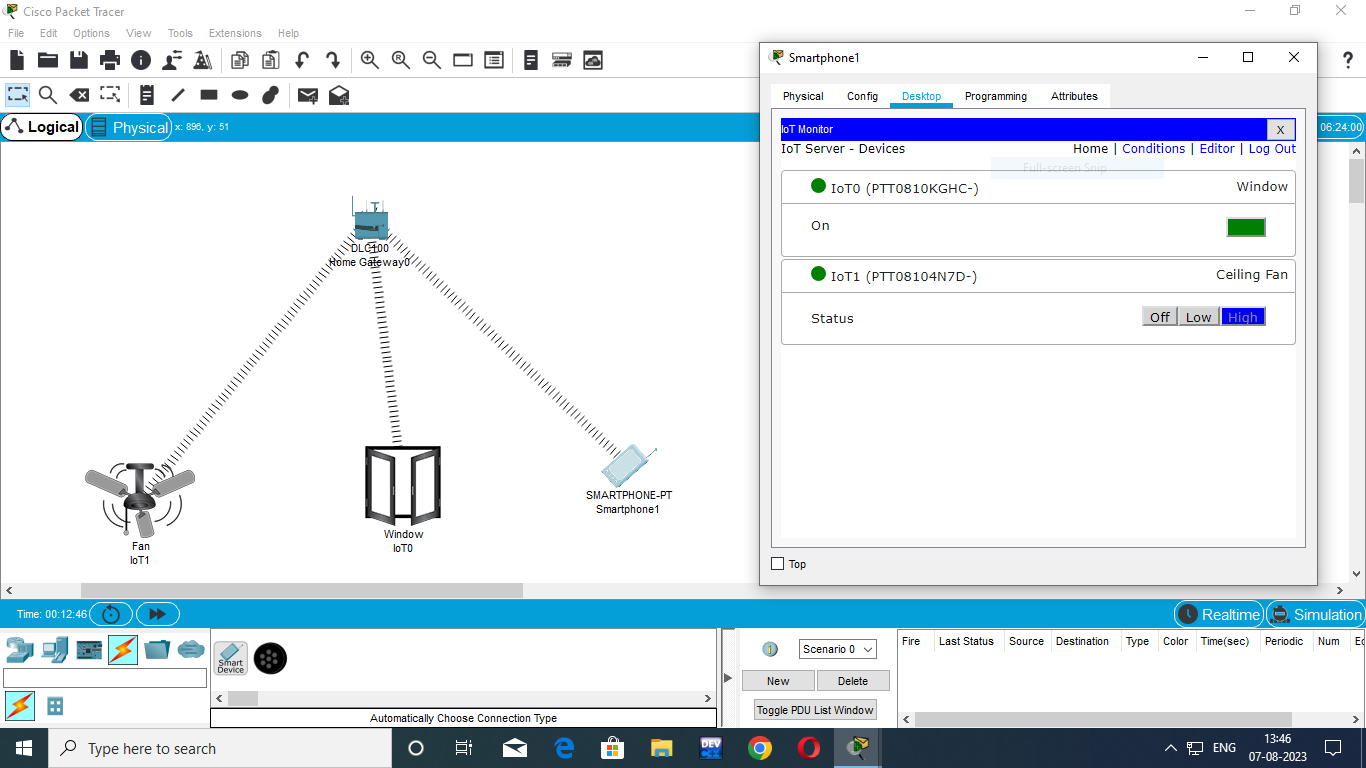 Cisco Packet Tracer
File Edit Options View Tools Extensions Help
Logical
Physical
x: 896, y: 51
06:24:00
DLC100
Home Gateway0
Fan
IoT1
Window
IoT0
SMARTPHONE-PT
Smartphone1
Smartphone1
Physical Config Desktop Programming Attributes
IoT Monitor
X
IoT Server - Devices
Home | Conditions | Editor | Log Out
Full-screen Snip
IoT0 (PTT0810KGHC-)
Window
On
IoT1 (PTT08104N7D-)
Ceiling Fan
Status
Off Low High
Top
Time: 00:12:46
Realtime
Simulation
Smart
Device
Automatically Choose Connection Type
Scenario 0
New
Delete
Toggle PDU List Window
Fire Last Status Source Destination Type Color Time(sec) Periodic Num
Type here to search
DEV
C++
ENG
13:46
07-08-2023